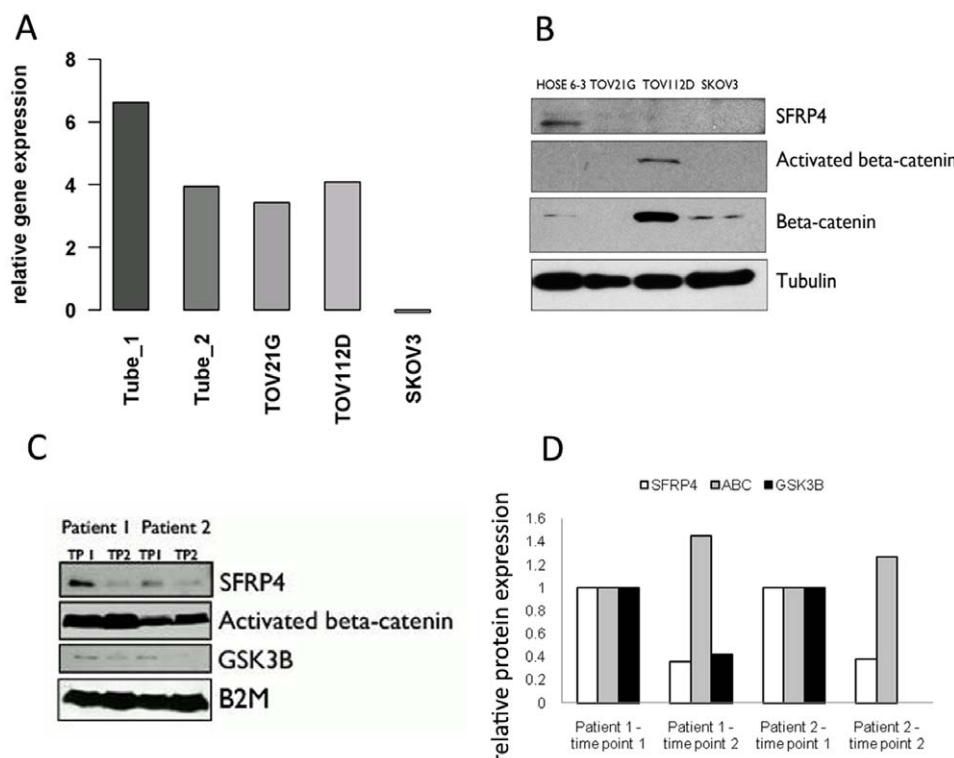 A
relative gene expression
8
6
4
2
0
Tube_1
Tube_2
TOV21G
TOV112D
SKOV3
B
HOSE 6-3 TOV21G TOV112D SKOV3
SFRP4
Activated beta-catenin
Beta-catenin
Tubulin
C
Patient 1 Patient 2
TP1 TP2 TP1 TP2
SFRP4
Activated beta-catenin
GSK3B
B2M
D
SFRP4 ABC GSK3B
relative protein expression
1.6
1.4
1.2
1
0.8
0.6
0.4
0.2
0
Patient 1 -
time point 1
Patient 1 -
time point 2
Patient 2 -
time point 1
Patient 2 -
time point 2